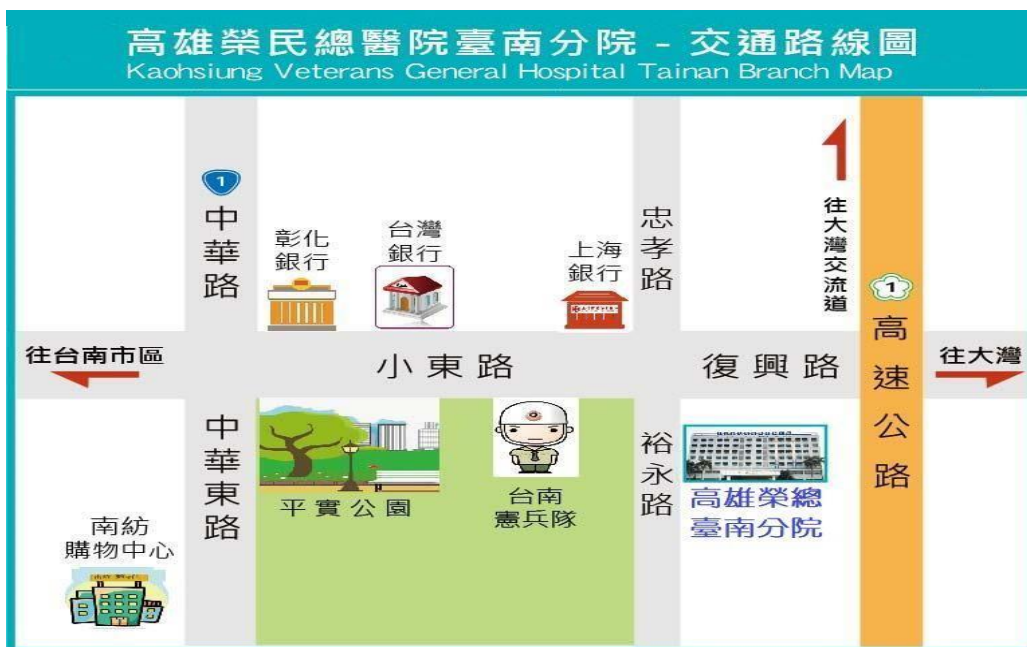 高雄榮民總醫院臺南分院 - 交通路線圖
Kaohsiung Veterans General Hospital Tainan Branch Map
1
中華路
彰化
銀行
台灣
銀行
上海
銀行
忠孝路
往大灣交流道
1
高速公路
往台南市區
小東路
復興路
往大灣
中華東路
平實公園
台南
憲兵隊
裕永路
高雄榮總
臺南分院
南紡
購物中心